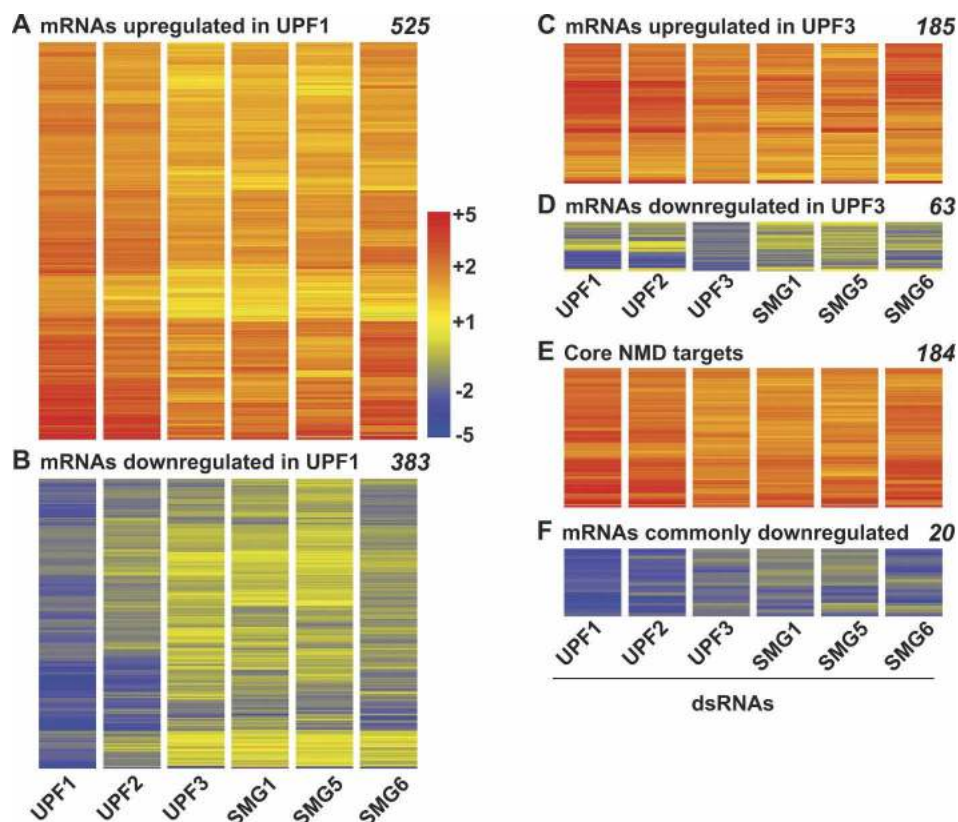 A mRNAs upregulated in UPF1 525
+5
+2
+1
-2
-5
B mRNAs downregulated in UPF1 383
UPF1 UPF2 UPF3 SMG1 SMG5 SMG6
C mRNAs upregulated in UPF3 185
D mRNAs downregulated in UPF3 63
UPF1 UPF2 UPF3 SMG1 SMG5 SMG6
E Core NMD targets 184
F mRNAs commonly downregulated 20
UPF1 UPF2 UPF3 SMG1 SMG5 SMG6
dsRNAs